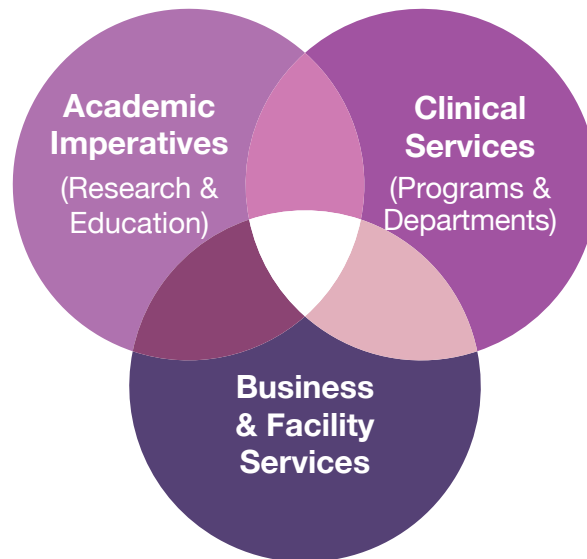 Academic
Imperatives
(Research &
Education)
Clinical
Services
(Programs &
Departments)
Business
& Facility
Services